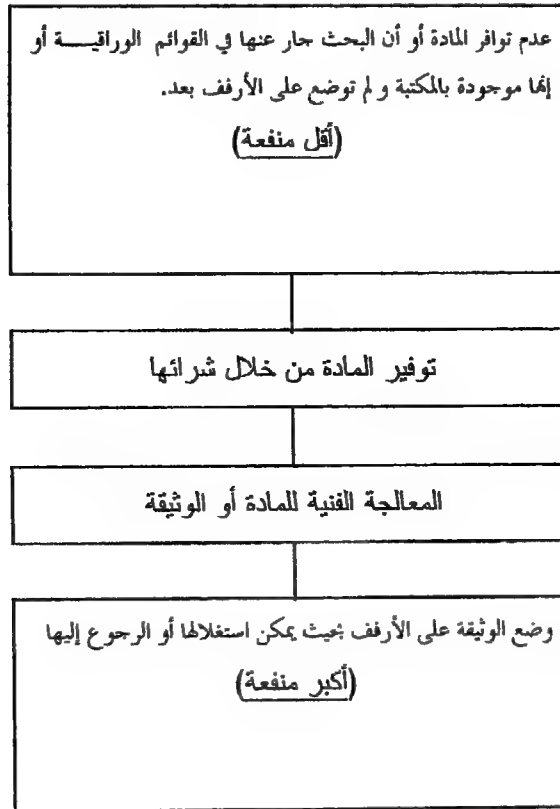 عدم توافر المادة أو أن البحث جار عنها في القوائم الوراقيـــة أو
إنها موجودة بالمكتبة و لم توضع على الأرفف بعد.
(أقل منفعة)
توفير المادة من خلال شرائها
المعالجة الفنية للمادة أو الوثيقة
وضع الوثيقة على الأرفف بحيث يمكن استغلالها أو الرجوع إليها
(أكبر منفعة)